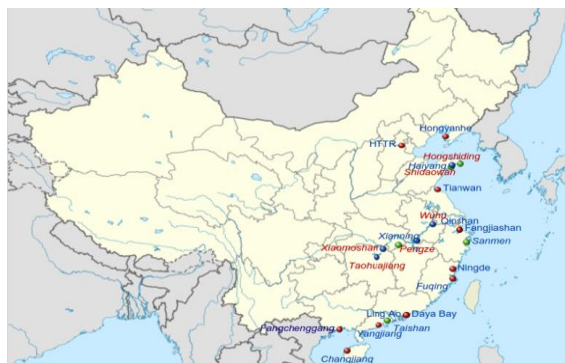 Hongyanhe
HTTR
Hongshiding
Haiyang
Shidaowan
Tianwan
Wuhu
Qinshan
Fangjiashan
Xianning
Sanmen
Xiaomoshan
Pengze
Taohuajiang
Ningde
Fuqing
Ling Ao
Daya Bay
Taishan
Yangjiang
Fangchenggang
Changjiang